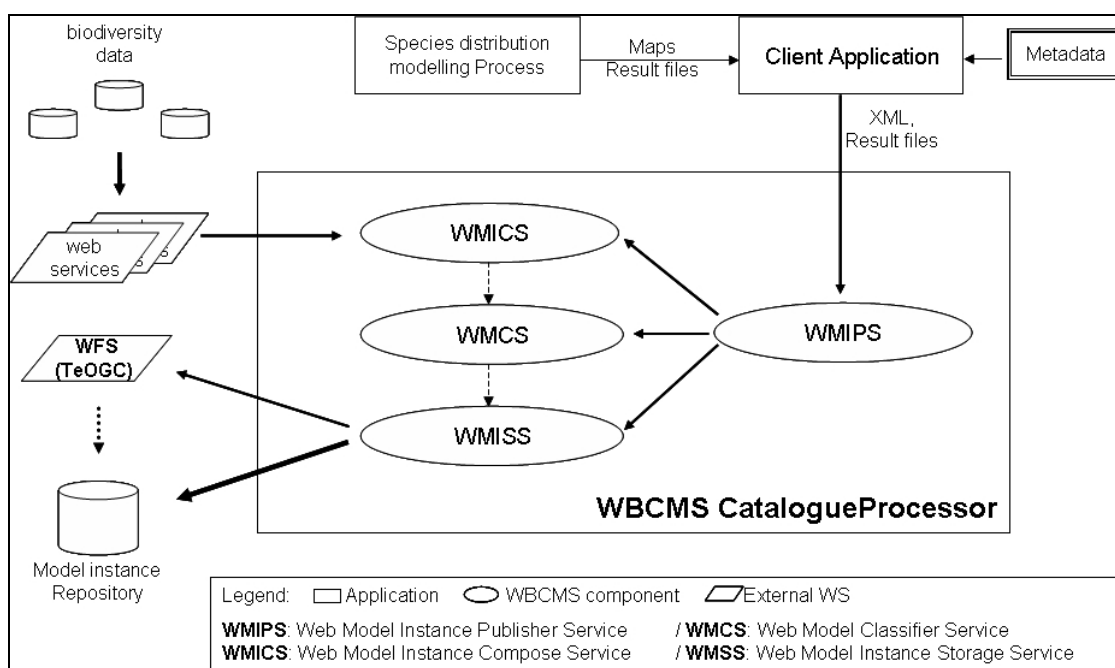 biodiversity
data
Species distribution
modelling Process
Maps
Result files
Client Application
Metadata
XML,
Result files
web
services
WMICS
WMCS
WMIPS
WMISS
WFS
(TeOGC)
Model instance
Repository
WBCMS CatalogueProcessor
Legend: Application WBCMS component External WS
WMIPS: Web Model Instance Publisher Service / WMCS: Web Model Classifier Service
WMICS: Web Model Instance Compose Service / WMSS: Web Model Instance Storage Service